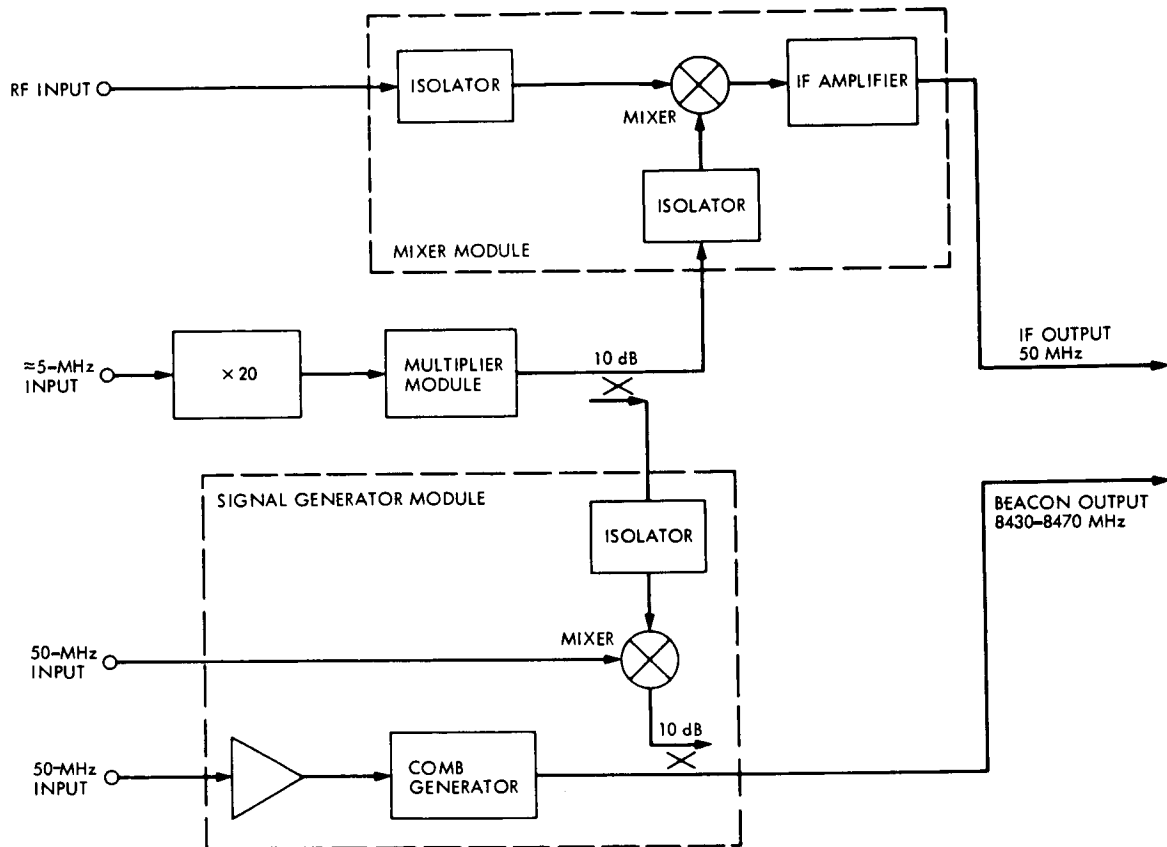 RF INPUT
ISOLATOR
MIXER
IF AMPLIFIER
ISOLATOR
MIXER MODULE
≈5-MHz
INPUT
× 20
MULTIPLIER
MODULE
10 dB
IF OUTPUT
50 MHz
SIGNAL GENERATOR MODULE
ISOLATOR
BEACON OUTPUT
8430-8470 MHz
MIXER
50-MHz
INPUT
10 dB
50-MHz
INPUT
COMB
GENERATOR